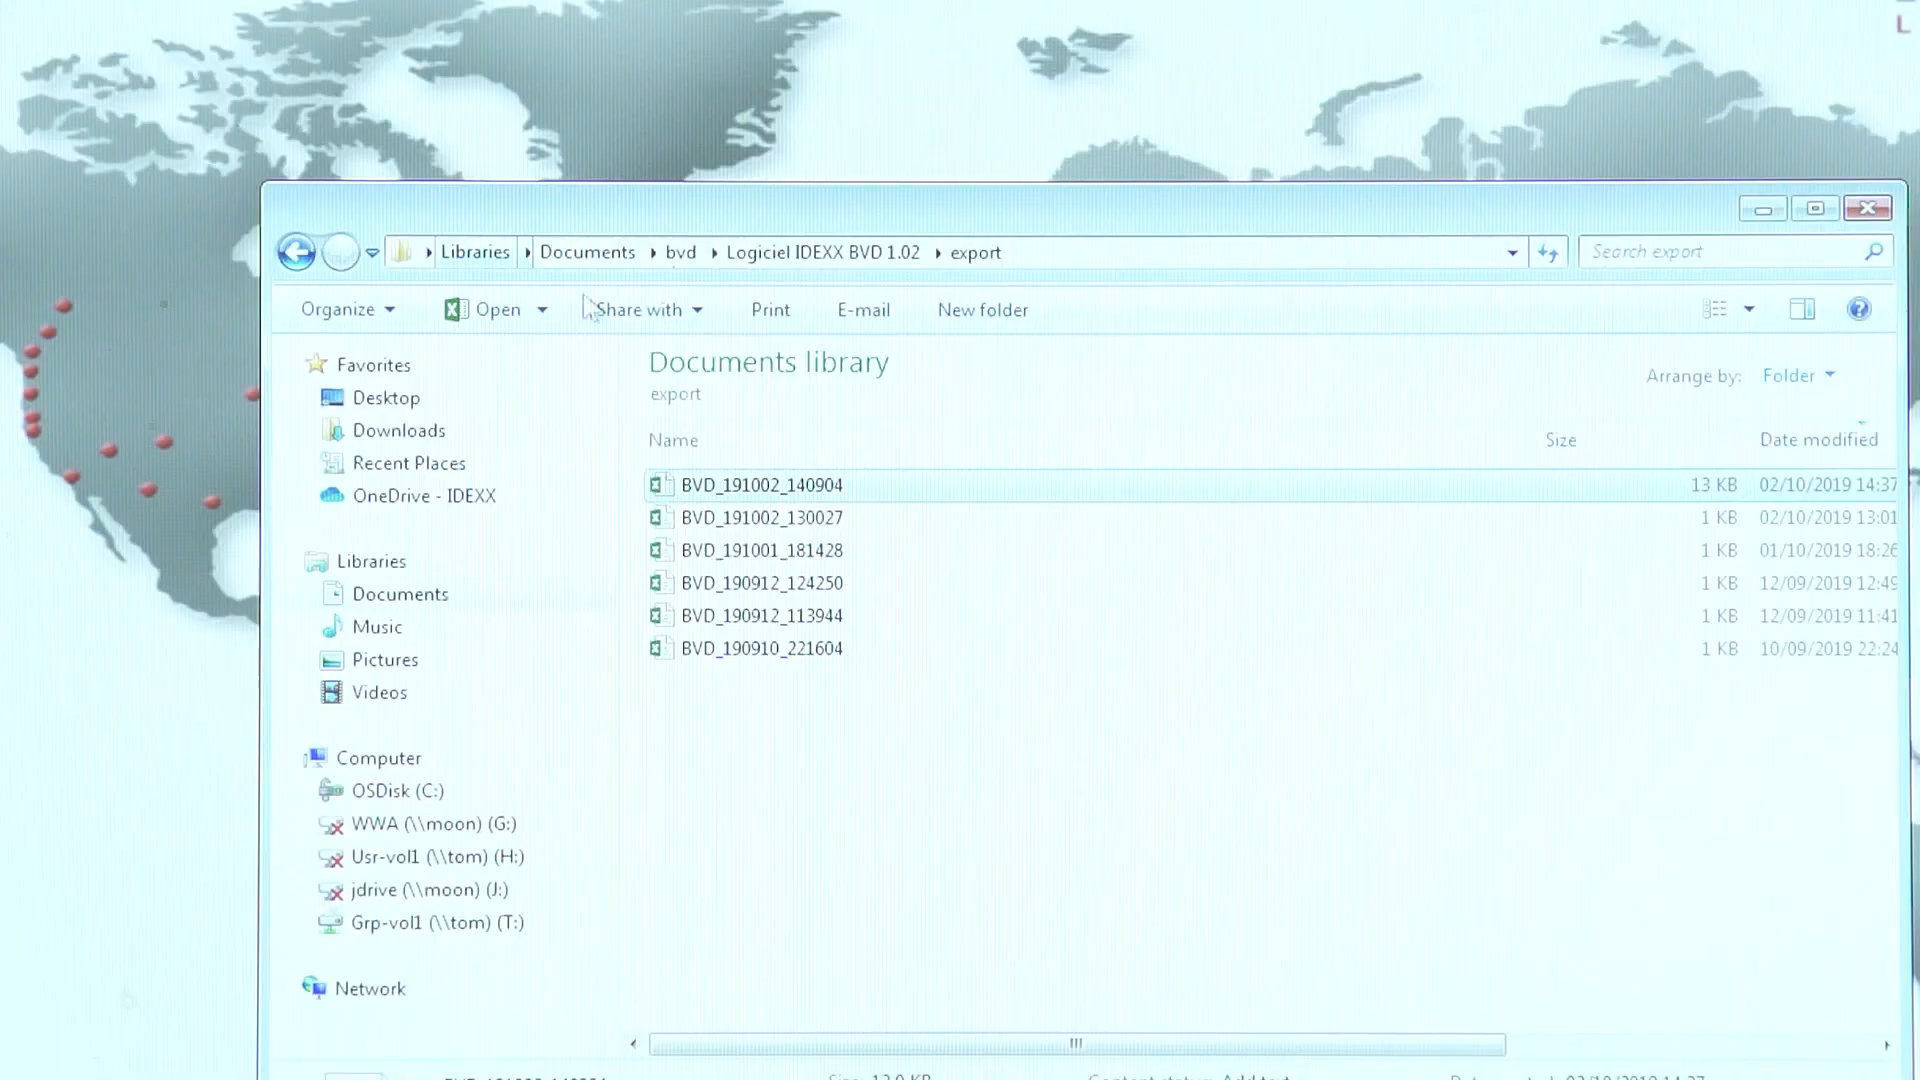 L
Libraries Documents bvd Logiciel IDEXX BVD 1.02 export
Search export
Organize Open Share with Print E-mail New folder
Documents library
export
Arrange by: Folder
Name Size Date modified
BVD_191002_140904 13 KB 02/10/2019 14:37
BVD_191002_130027 1 KB 02/10/2019 13:01
BVD_191001_181428 1 KB 01/10/2019 18:26
BVD_190912_124250 1 KB 12/09/2019 12:49
BVD_190912_113944 1 KB 12/09/2019 11:41
BVD_190910_221604 1 KB 10/09/2019 22:24
Favorites
Desktop
Downloads
Recent Places
OneDrive - IDEXX
Libraries
Documents
Music
Pictures
Videos
Computer
OSDisk (C:)
WWA (\\moon) (G:)
Usr-vol1 (\\tom) (H:)
jdrive (\\moon) (J:)
Grp-vol1 (\\tom) (T:)
Network